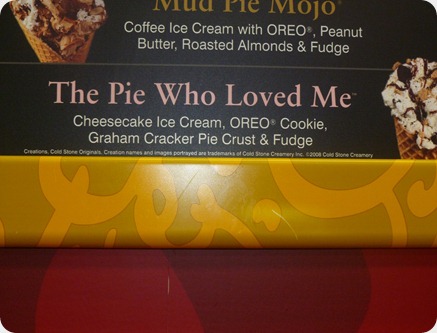 Mud Pie Mojo®
Coffee Ice Cream with OREO®, Peanut
Butter, Roasted Almonds & Fudge
The Pie Who Loved Me™
Cheesecake Ice Cream, OREO® Cookie,
Graham Cracker Pie Crust & Fudge
Creations, Cold Stone Originals, Creation names and images portrayed are trademarks of Cold Stone Creamery Inc. ©2008 Cold Stone Creamery